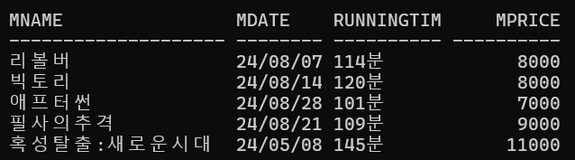 MNAME MDATE RUNNINGTIM MPRICE
-------------------- -------- ---------- ----------
리볼버 24/08/07 114분 8000
빅토리 24/08/14 120분 8000
애프터썬 24/08/28 101분 7000
필사의추격 24/08/21 109분 9000
혹성탈출:새로운시대 24/05/08 145분 11000